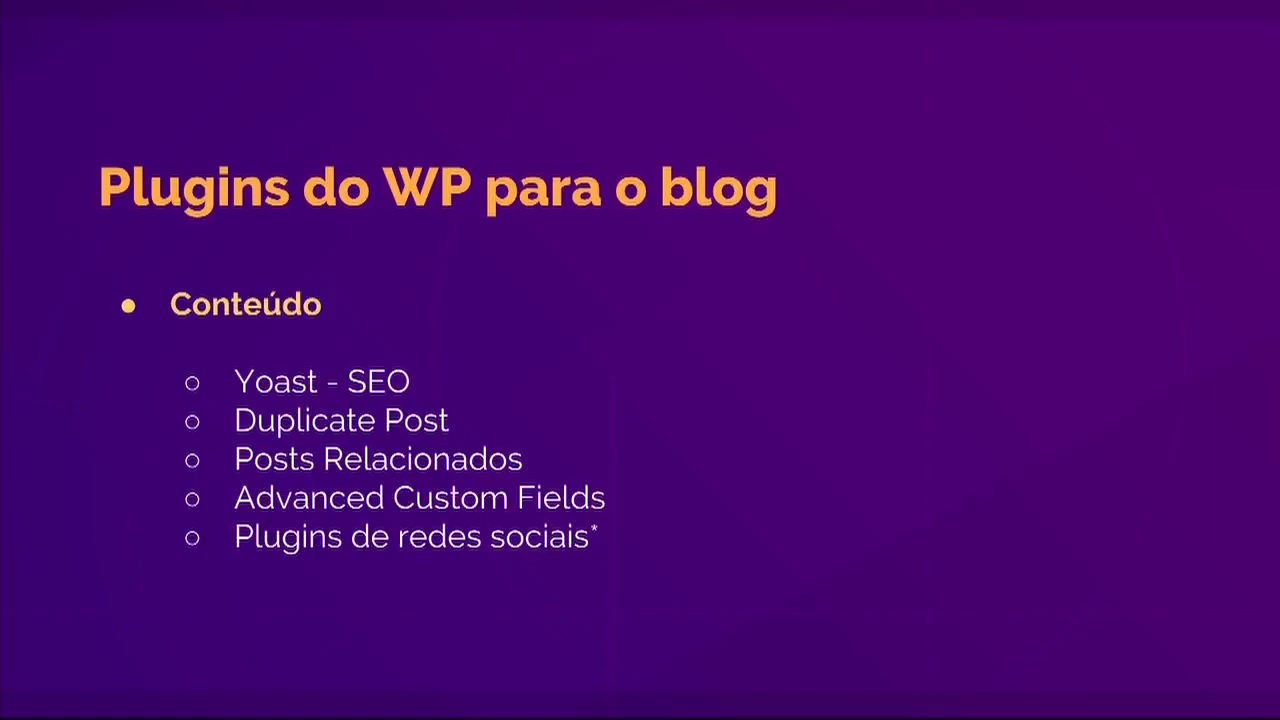 Plugins do WP para o blog
● Conteúdo
○ Yoast - SEO
○ Duplicate Post
○ Posts Relacionados
○ Advanced Custom Fields
○ Plugins de redes sociais*